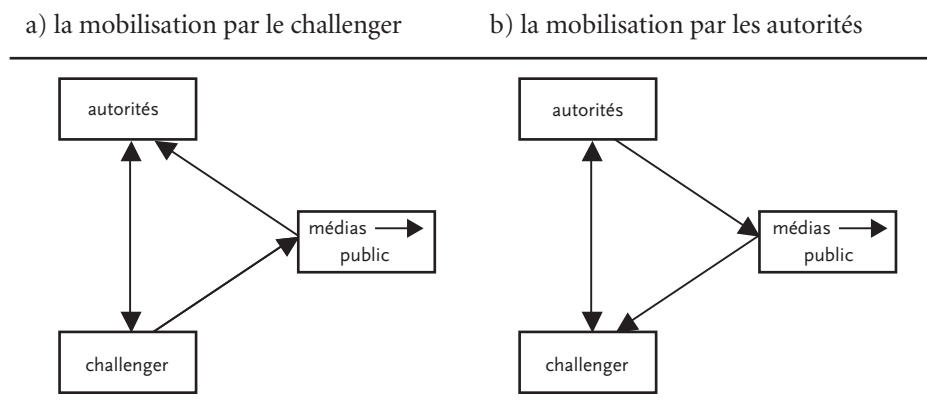 a) la mobilisation par le challenger
b) la mobilisation par les autorités
autorités
médias
public
challenger
autorités
médias
public
challenger